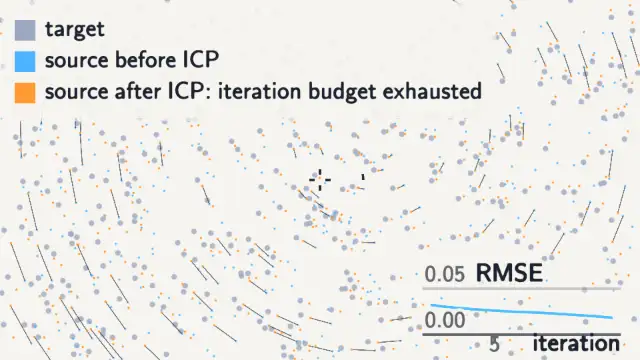 target
source before ICP
source after ICP: iteration budget exhausted
0.05 RMSE
0.00
5 iteration